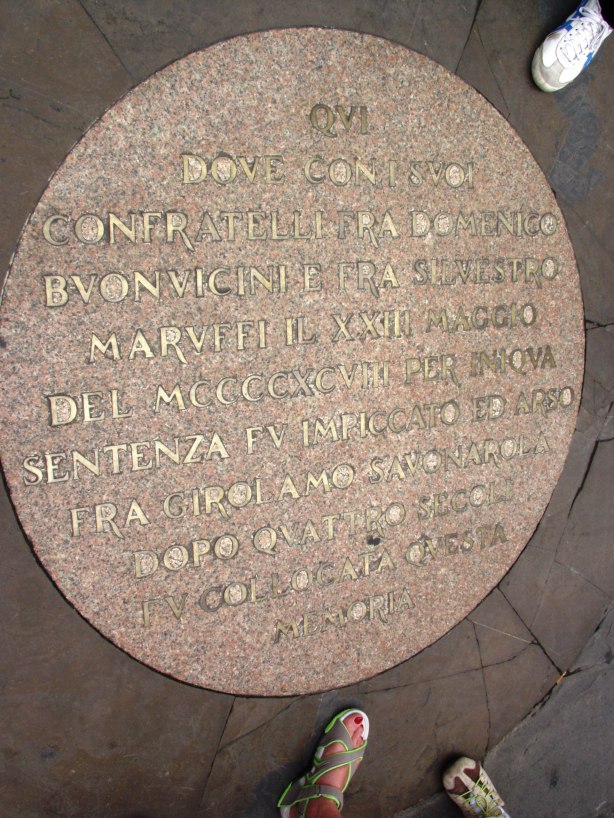 QVI
DOVE CON I SVOI
CONFRATELLI FRA DOMENICO
BVONVICINI E FRA SILVESTRO
MARVFFI IL XXIII MAGGIO
DEL MCCCCXCVIII PER INIQVA
SENTENZA FV IMPICCATO ED ARSO
FRA GIROLAMO SAVONAROLA
DOPO QVATTRO SECOLI
FV COLLOCATA QVESTA
MEMORIA